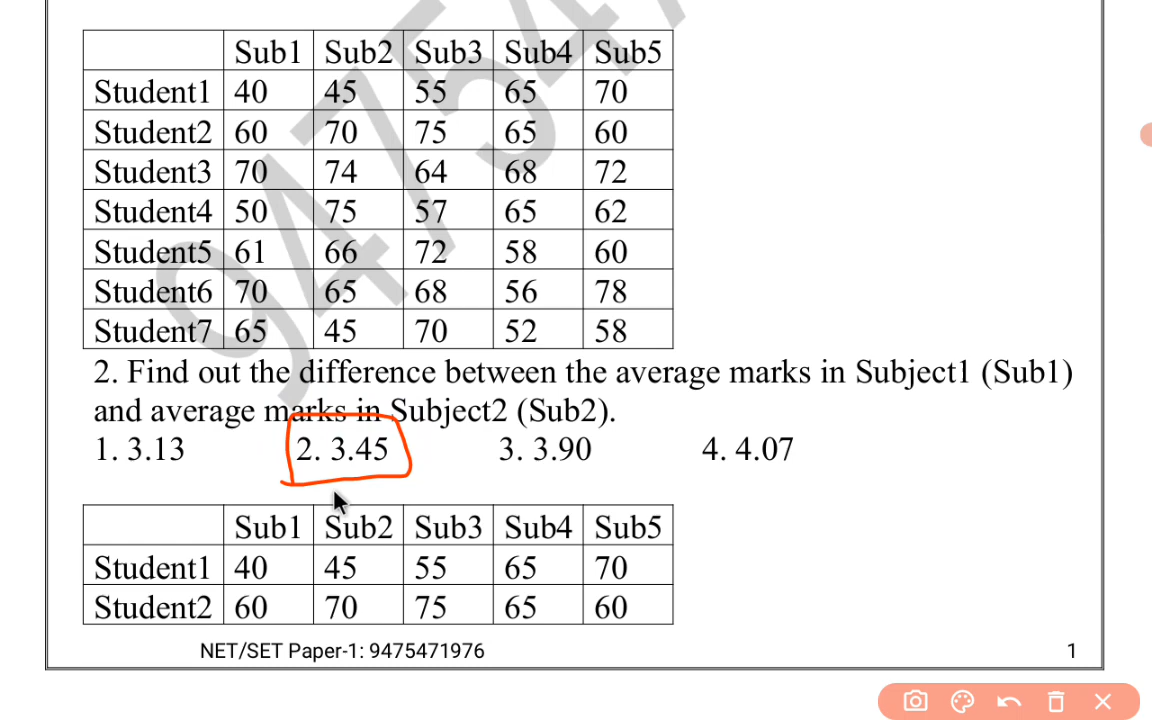 Sub1 Sub2 Sub3 Sub4 Sub5
Student1 40 45 55 65 70
Student2 60 70 75 65 60
Student3 70 74 64 68 72
Student4 50 75 57 65 62
Student5 61 66 72 58 60
Student6 70 65 68 56 78
Student7 65 45 70 52 58
2. Find out the difference between the average marks in Subject1 (Sub1)
and average marks in Subject2 (Sub2).
1. 3.13 2. 3.45 3. 3.90 4. 4.07
Sub1 Sub2 Sub3 Sub4 Sub5
Student1 40 45 55 65 70
Student2 60 70 75 65 60
NET/SET Paper-1: 9475471976 1